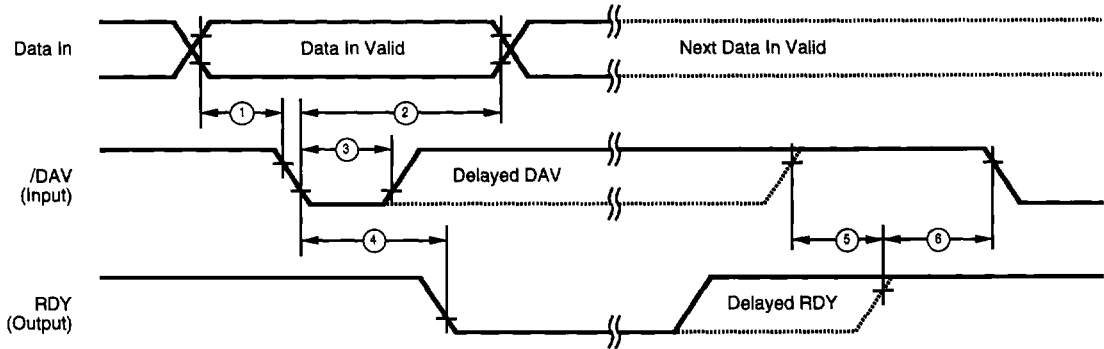 Data In
Data In Valid
Next Data In Valid
1
2
3
/DAV
(Input)
Delayed DAV
4
5
6
RDY
(Output)
Delayed RDY